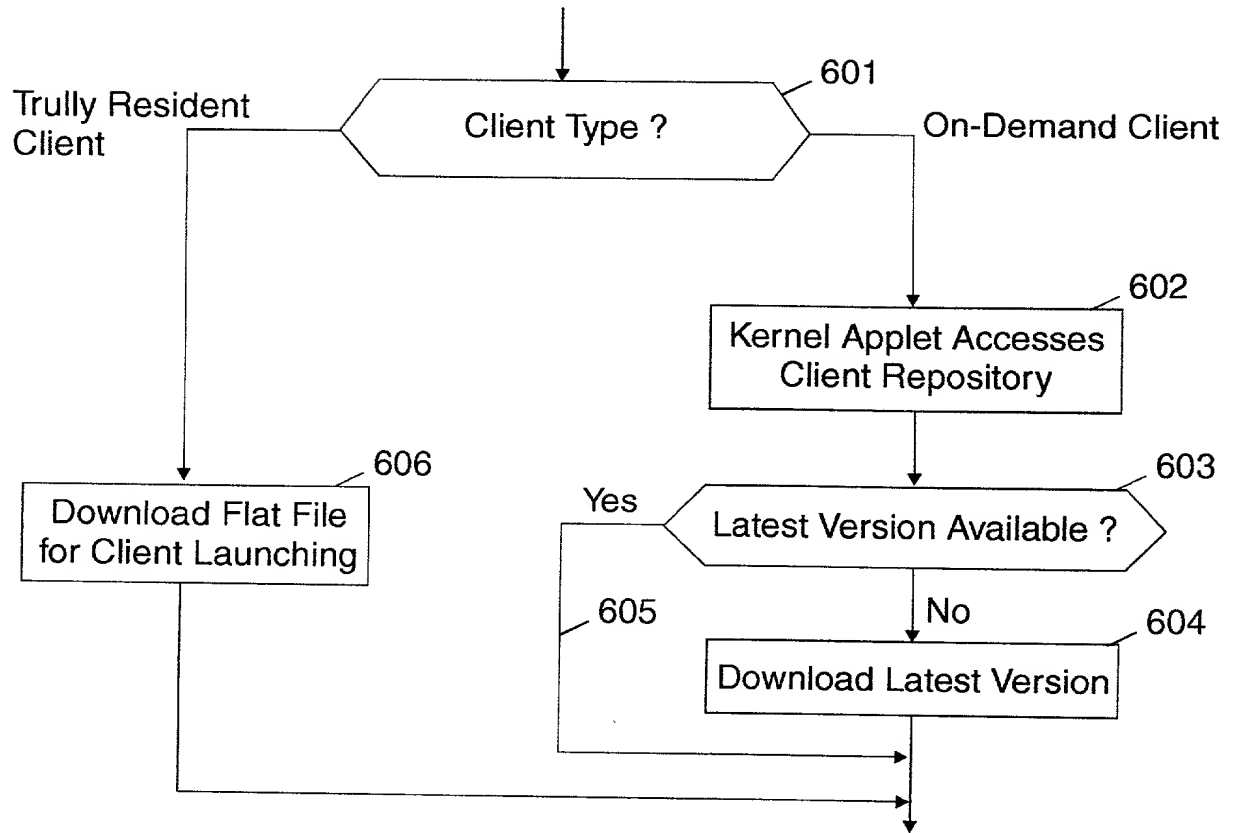 601
Trully Resident
Client
Client Type ?
On-Demand Client
602
Kernel Applet Accesses
Client Repository
606
603
Download Flat File
for Client Launching
Yes
Latest Version Available ?
605
No
604
Download Latest Version